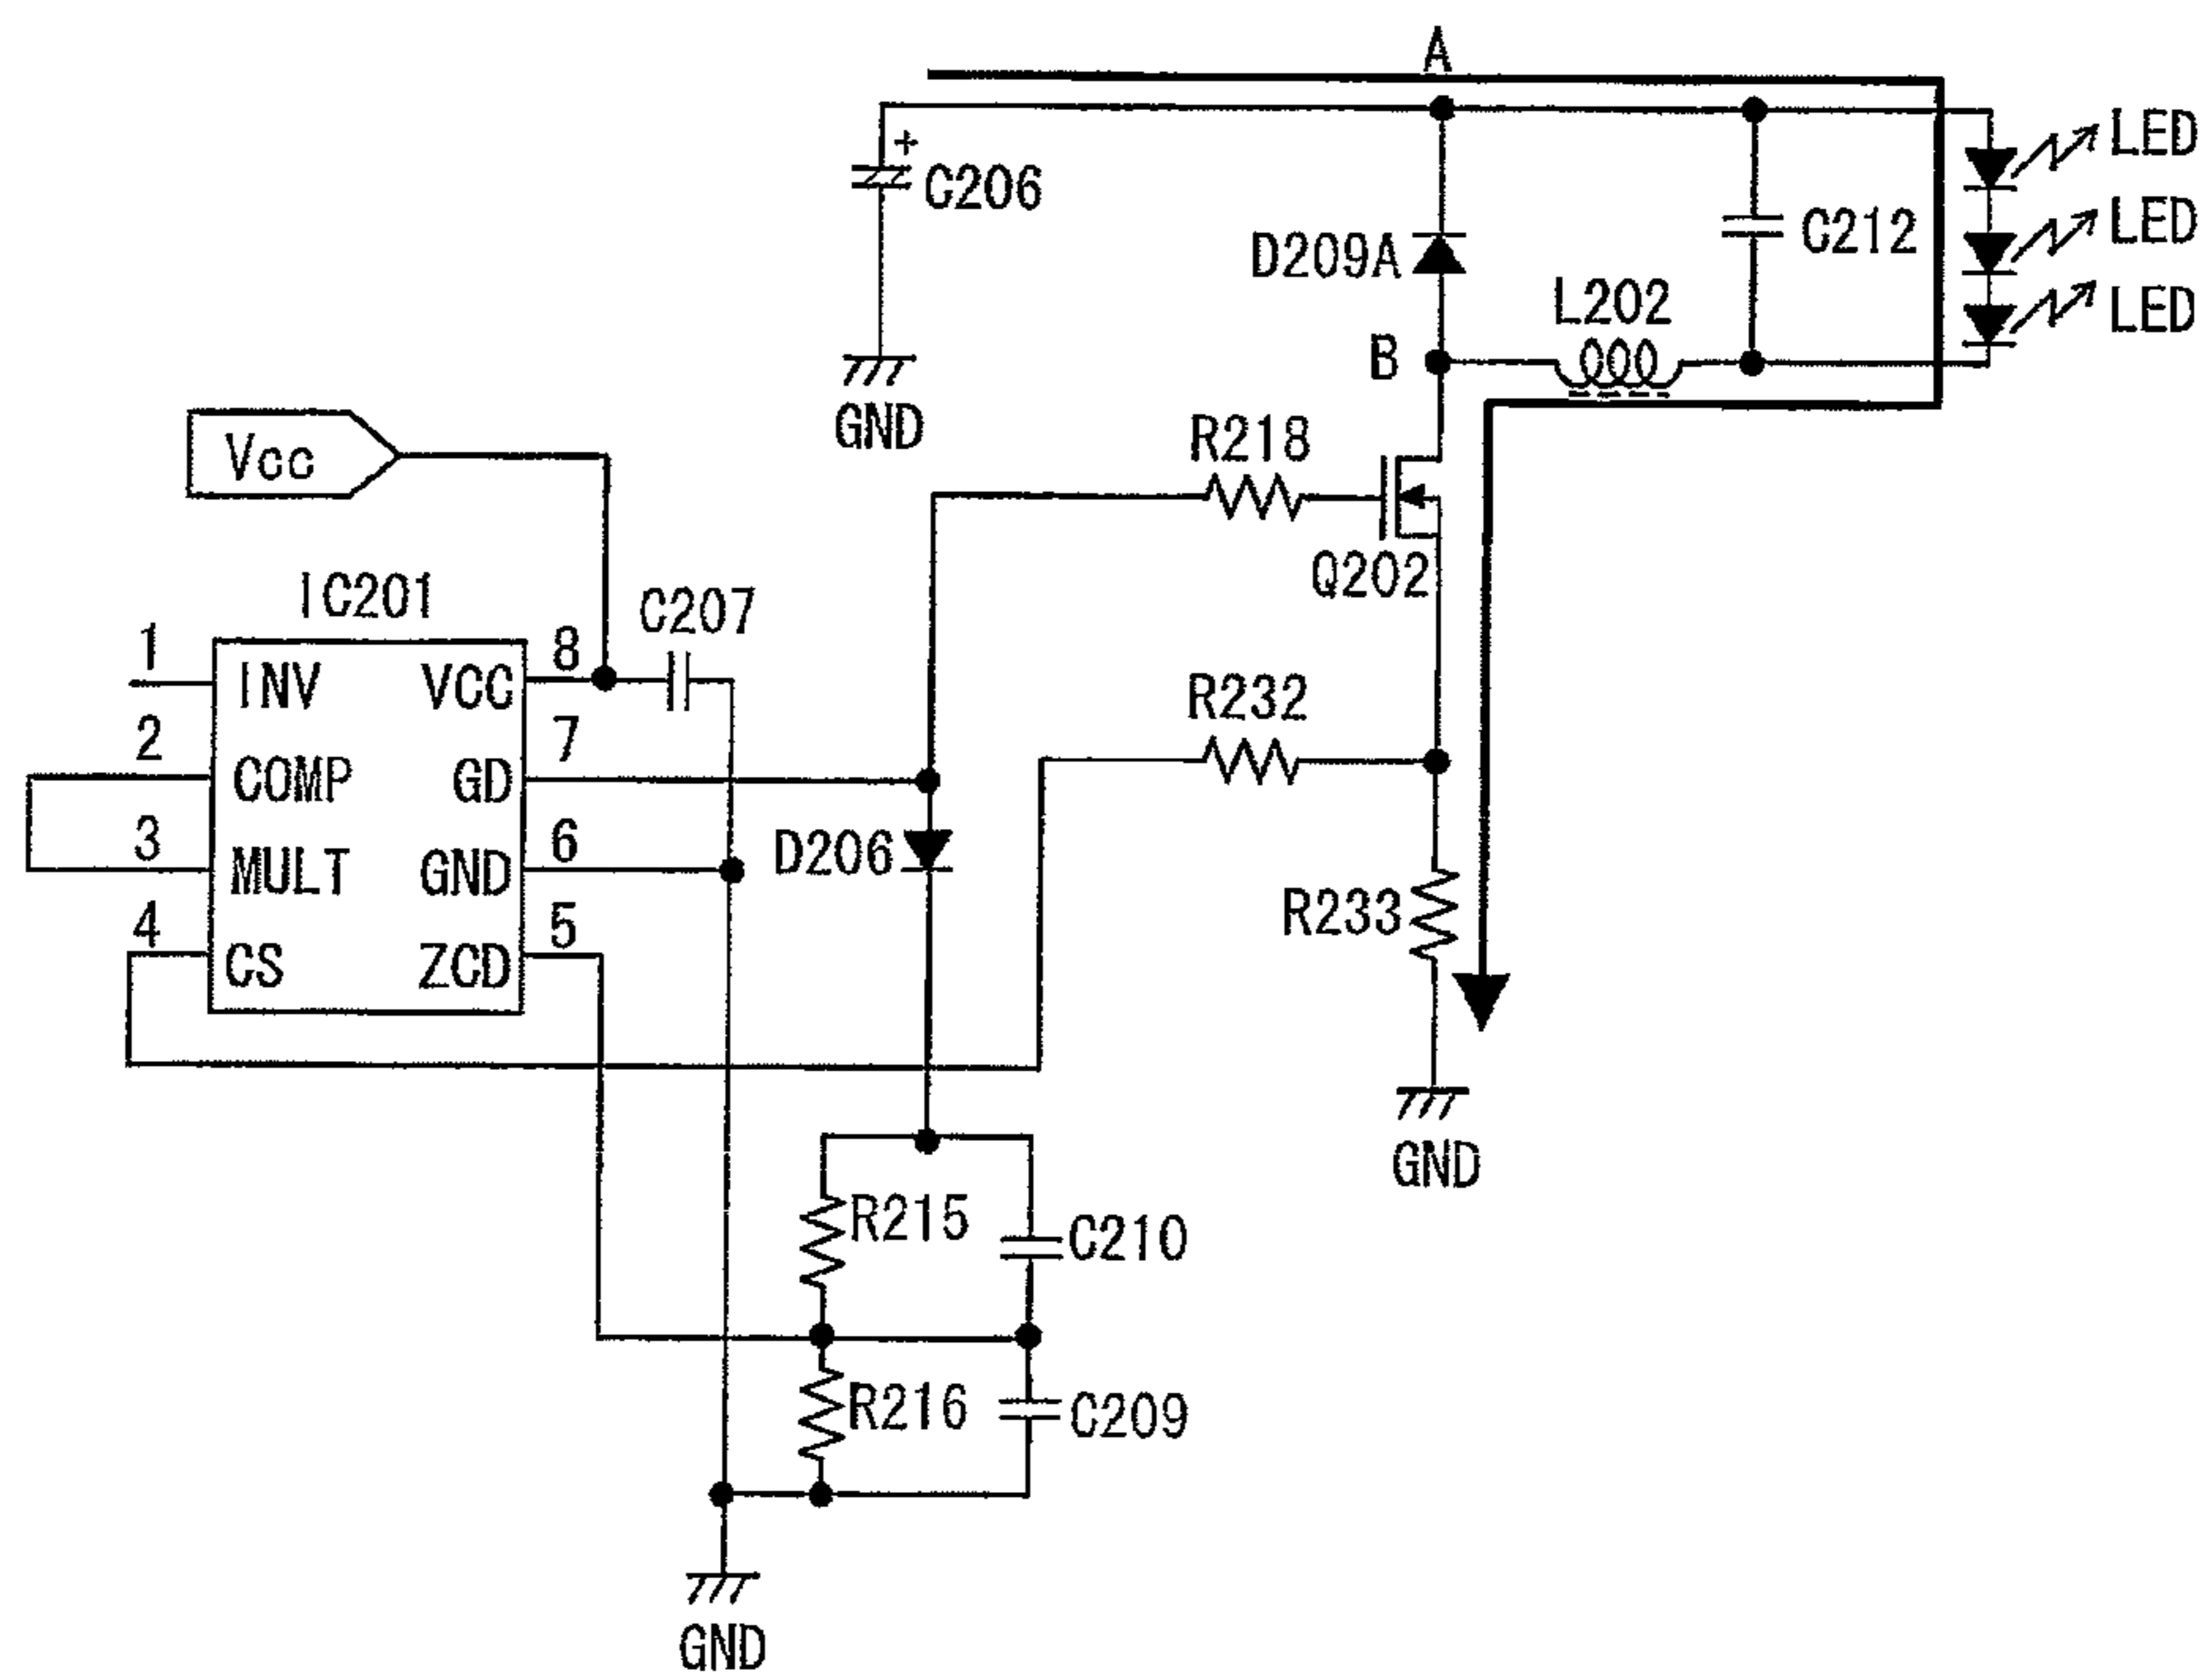 A
+
C206
LED
LED
LED
D209A
C212
L202
B
GND
R218
Vcc
Q202
IC201
C207
1
INV
VCC
8
R232
2
COMP
GD
7
3
MULT
GND
6
D206
R233
4
CS
ZCD
5
GND
R215
C210
R216
C209
GND